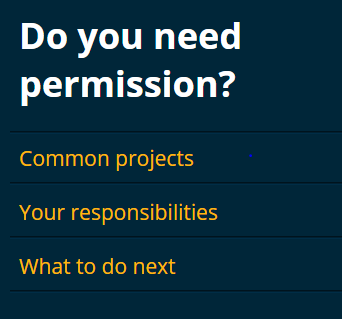 Do you need
permission?
Common projects
Your responsibilities
What to do next